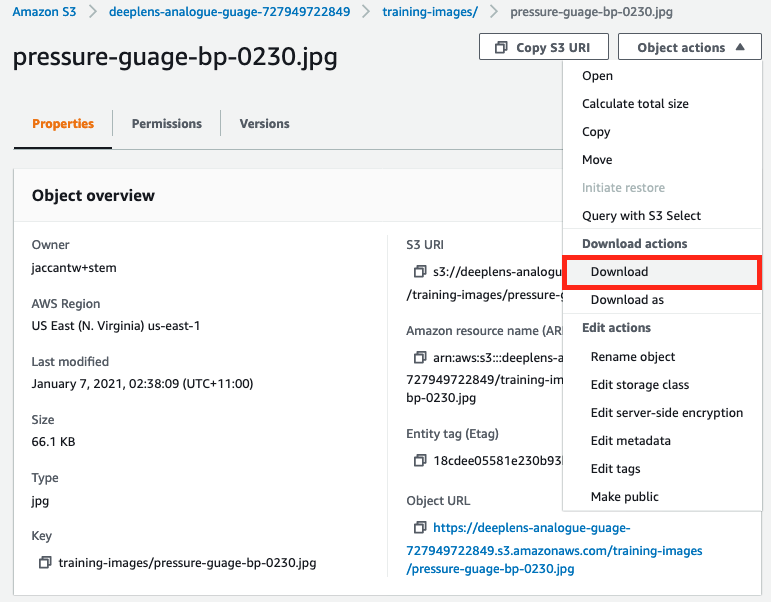 Amazon S3 > deeplens-analogue-guage-727949722849 > training-images/ > pressure-guage-bp-0230.jpg
pressure-guage-bp-0230.jpg
Copy S3 URI
Object actions
Open
Calculate total size
Copy
Move
Initiate restore
Query with S3 Select
Download actions
Download
Download as
Edit actions
Rename object
Edit storage class
Edit server-side encryption
Edit metadata
Edit tags
Make public
Properties
Permissions
Versions
Object overview
Owner
jaccantw+stem
AWS Region
US East (N. Virginia) us-east-1
Last modified
January 7, 2021, 02:38:09 (UTC+11:00)
Size
66.1 KB
Type
jpg
Key
training-images/pressure-guage-bp-0230.jpg
S3 URI
s3://deeplens-analogue
/training-images/pressure-g
Amazon resource name (AR
arn:aws:s3:::deeplens-a
727949722849/training-im
bp-0230.jpg
Entity tag (Etag)
18cdee05581e230b93
Object URL
https://deeplens-analogue-guage-
727949722849.s3.amazonaws.com/training-images
/pressure-guage-bp-0230.jpg